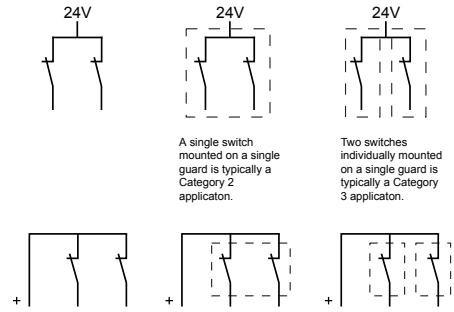 24V
24V
24V
A single switch
mounted on a single
guard is typically a
Category 2
applicaton.
Two switches
individually mounted
on a single guard is
typically a Category
3 applicaton.
+
+
+